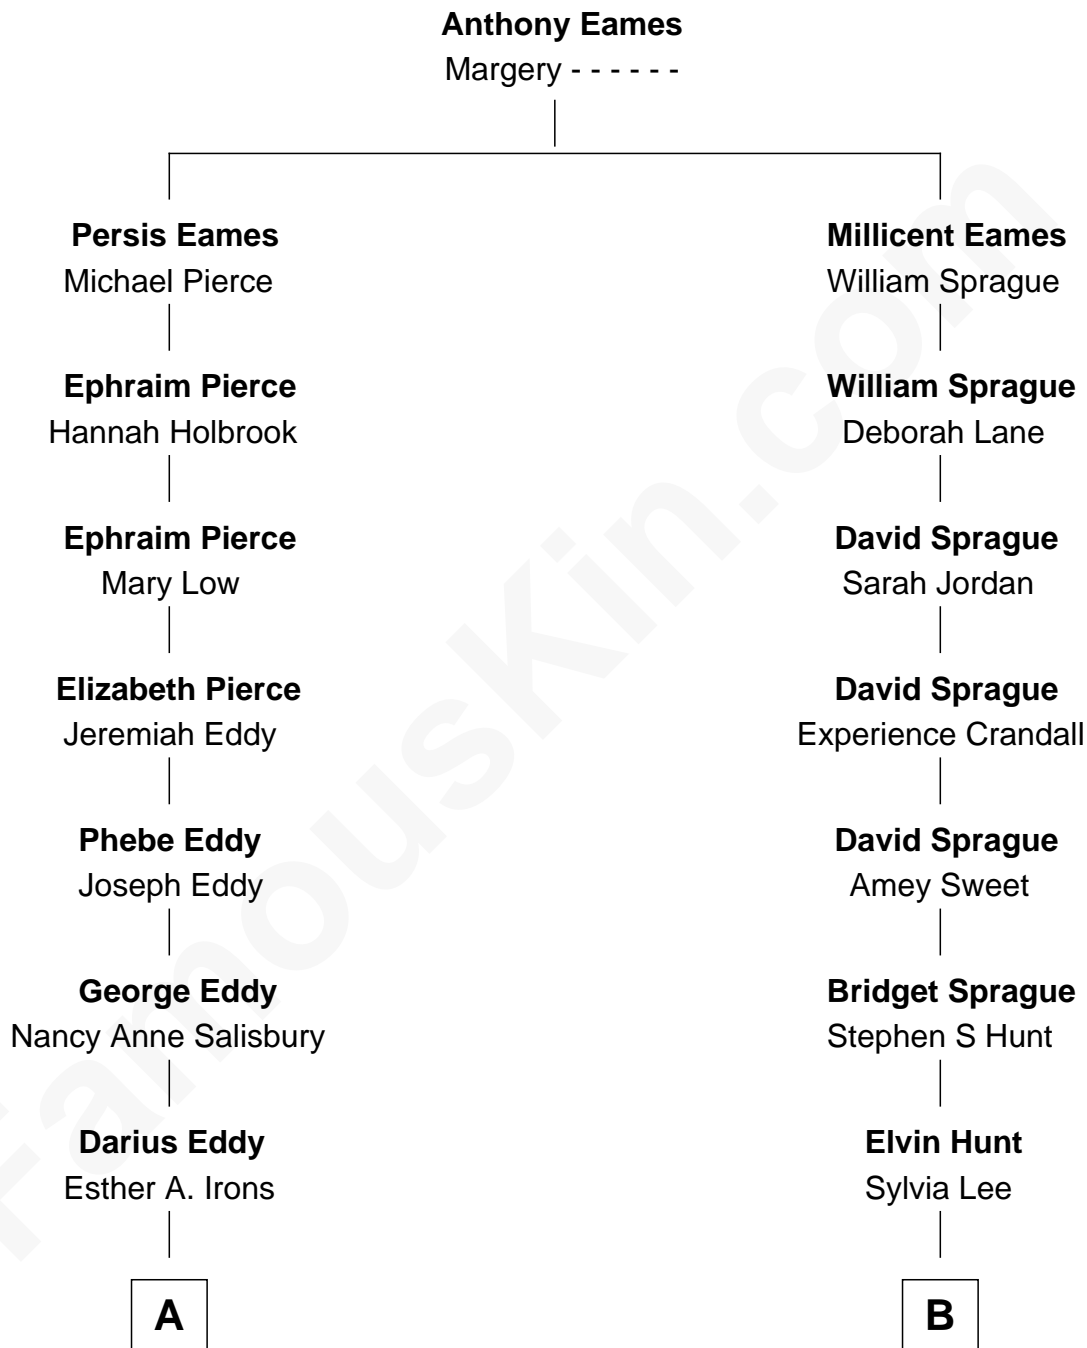 Anthony Eames
Margery - - - - - -
Persis Eames
Michael Pierce
Ephraim Pierce
Hannah Holbrook
Ephraim Pierce
Mary Low
Elizabeth Pierce
Jeremiah Eddy
Phebe Eddy
Joseph Eddy
George Eddy
Nancy Anne Salisbury
Darius Eddy
Esther A. Irons
A
Millicent Eames
William Sprague
William Sprague
Deborah Lane
David Sprague
Sarah Jordan
David Sprague
Experience Crandall
David Sprague
Amey Sweet
Bridget Sprague
Stephen S Hunt
Elvin Hunt
Sylvia Lee
B
FamousKin.com